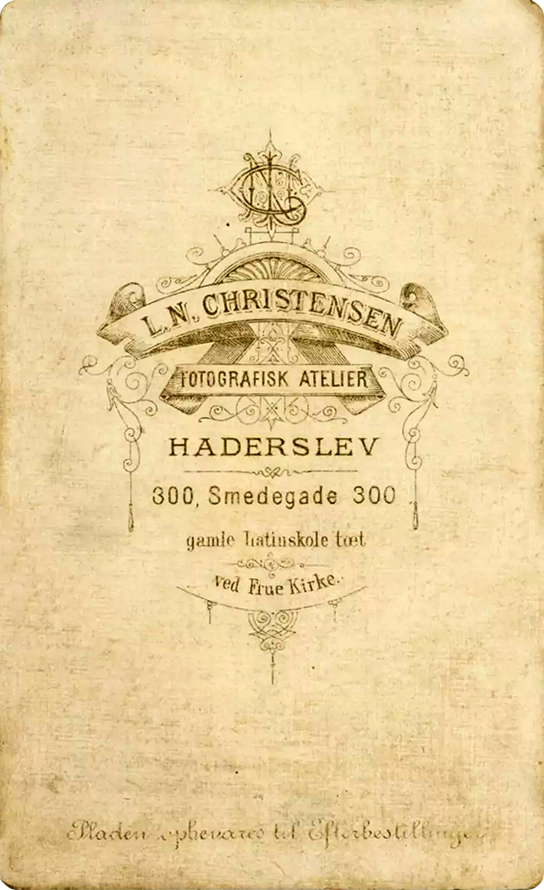 L. N. CHRISTENSEN
FOTOGRAFISK ATELIER
HADERSLEV
300, Smedegade 300
gamle Latinskole tæt
ved Frue Kirke.
Pladen opbevares til Efterbestillinger